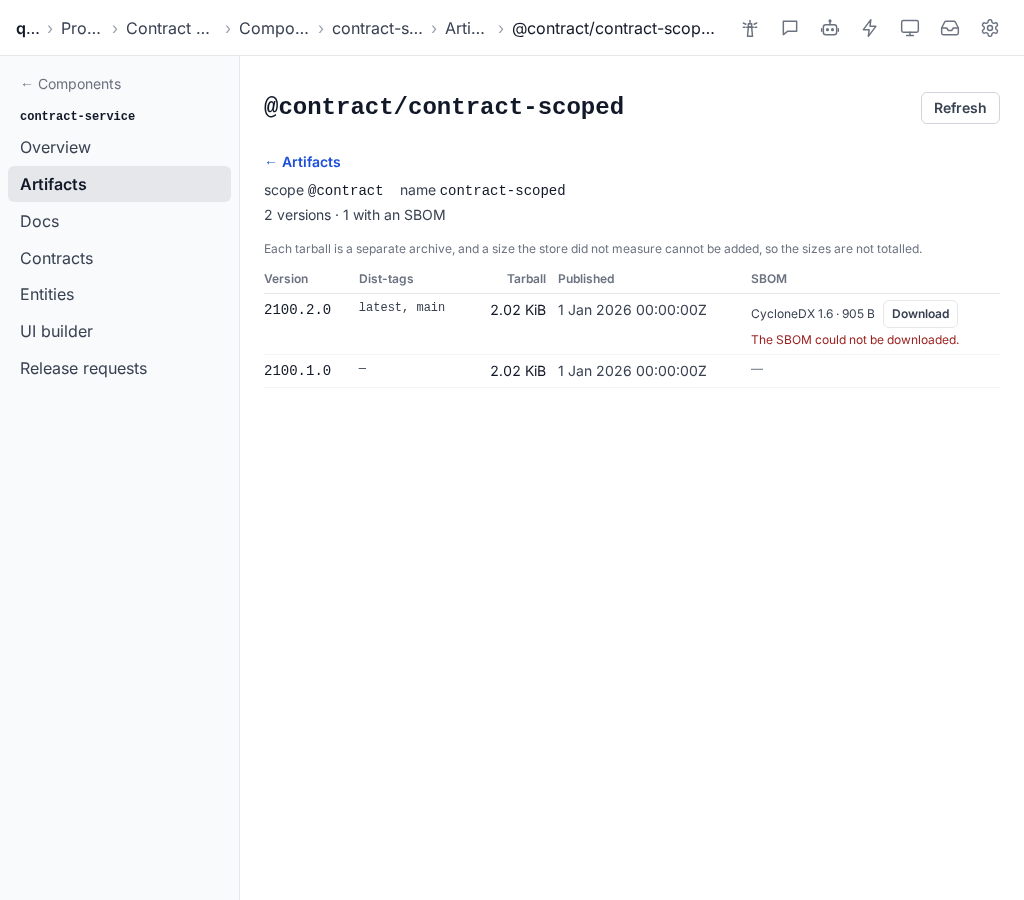 q... › Pro... › Contract ... › Compo... › contract-s... › Arti... › @contract/contract-scop...
← Components
contract-service
Overview
Artifacts
Docs
Contracts
Entities
UI builder
Release requests
@contract/contract-scoped
Refresh
← Artifacts
scope @contract name contract-scoped
2 versions · 1 with an SBOM
Each tarball is a separate archive, and a size the store did not measure cannot be added, so the sizes are not totalled.
Version Dist-tags Tarball Published SBOM
2100.2.0 latest, main 2.02 KiB 1 Jan 2026 00:00:00Z CycloneDX 1.6 · 905 B Download
The SBOM could not be downloaded.
2100.1.0 — 2.02 KiB 1 Jan 2026 00:00:00Z —